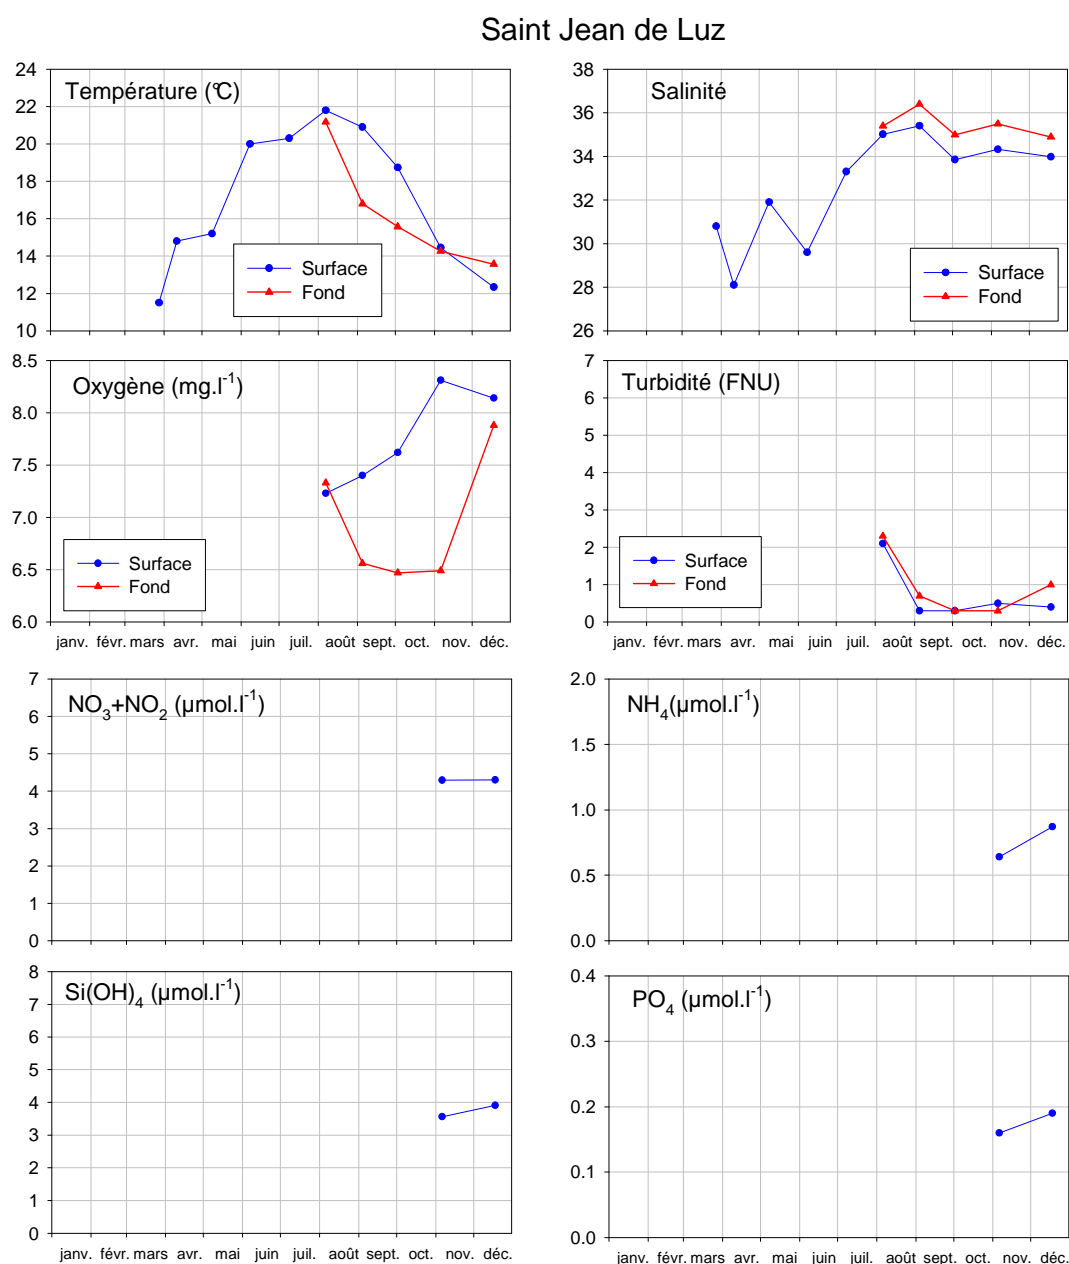 Saint Jean de Luz
Température (°C)
24
22
20
18
16
14
12
10
Surface
Fond
Salinité
38
36
34
32
30
28
26
Surface
Fond
Oxygène (mg.l⁻¹)
8.5
8.0
7.5
7.0
6.5
6.0
Surface
Fond
janv. févr. mars avr. mai juin juil. août sept. oct. nov. déc.
Turbidité (FNU)
7
6
5
4
3
2
1
0
Surface
Fond
janv. févr. mars avr. mai juin juil. août sept. oct. nov. déc.
NO₃+NO₂ (µmol.l⁻¹)
7
6
5
4
3
2
1
0
NH₄(µmol.l⁻¹)
2.0
1.5
1.0
0.5
0.0
Si(OH)₄ (µmol.l⁻¹)
8
7
6
5
4
3
2
1
0
janv. févr. mars avr. mai juin juil. août sept. oct. nov. déc.
PO₄ (µmol.l⁻¹)
0.4
0.3
0.2
0.1
0.0
janv. févr. mars avr. mai juin juil. août sept. oct. nov. déc.